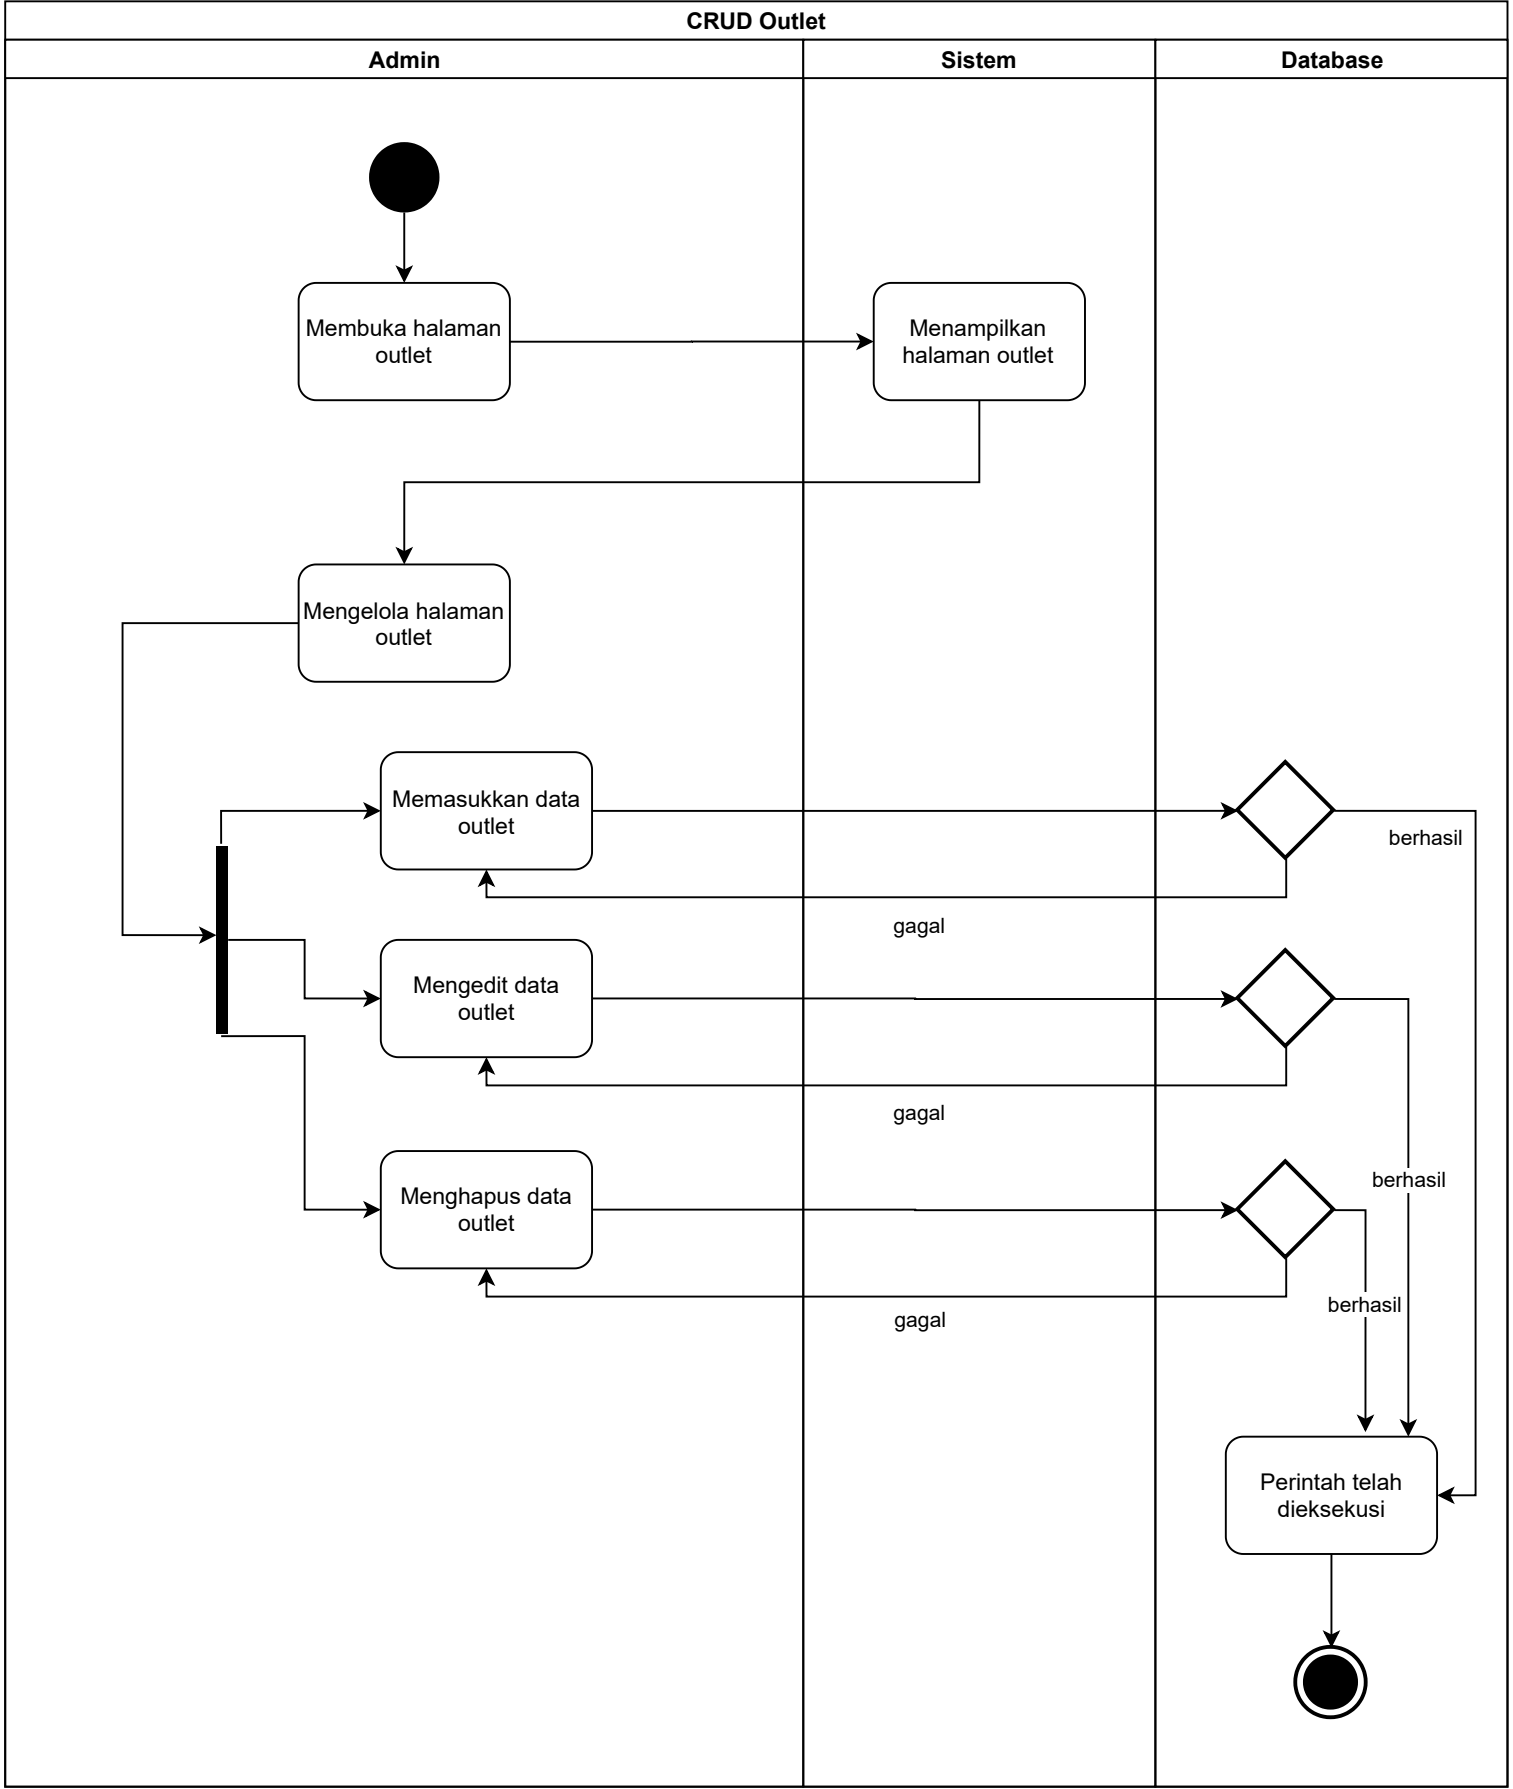 CRUD Outlet
Admin
Sistem
Database
Membuka halaman
outlet
Menampilkan
halaman outlet
Mengelola halaman
outlet
Memasukkan data
outlet
berhasil
gagal
Mengedit data
outlet
gagal
berhasil
Menghapus data
outlet
berhasil
gagal
Perintah telah
dieksekusi